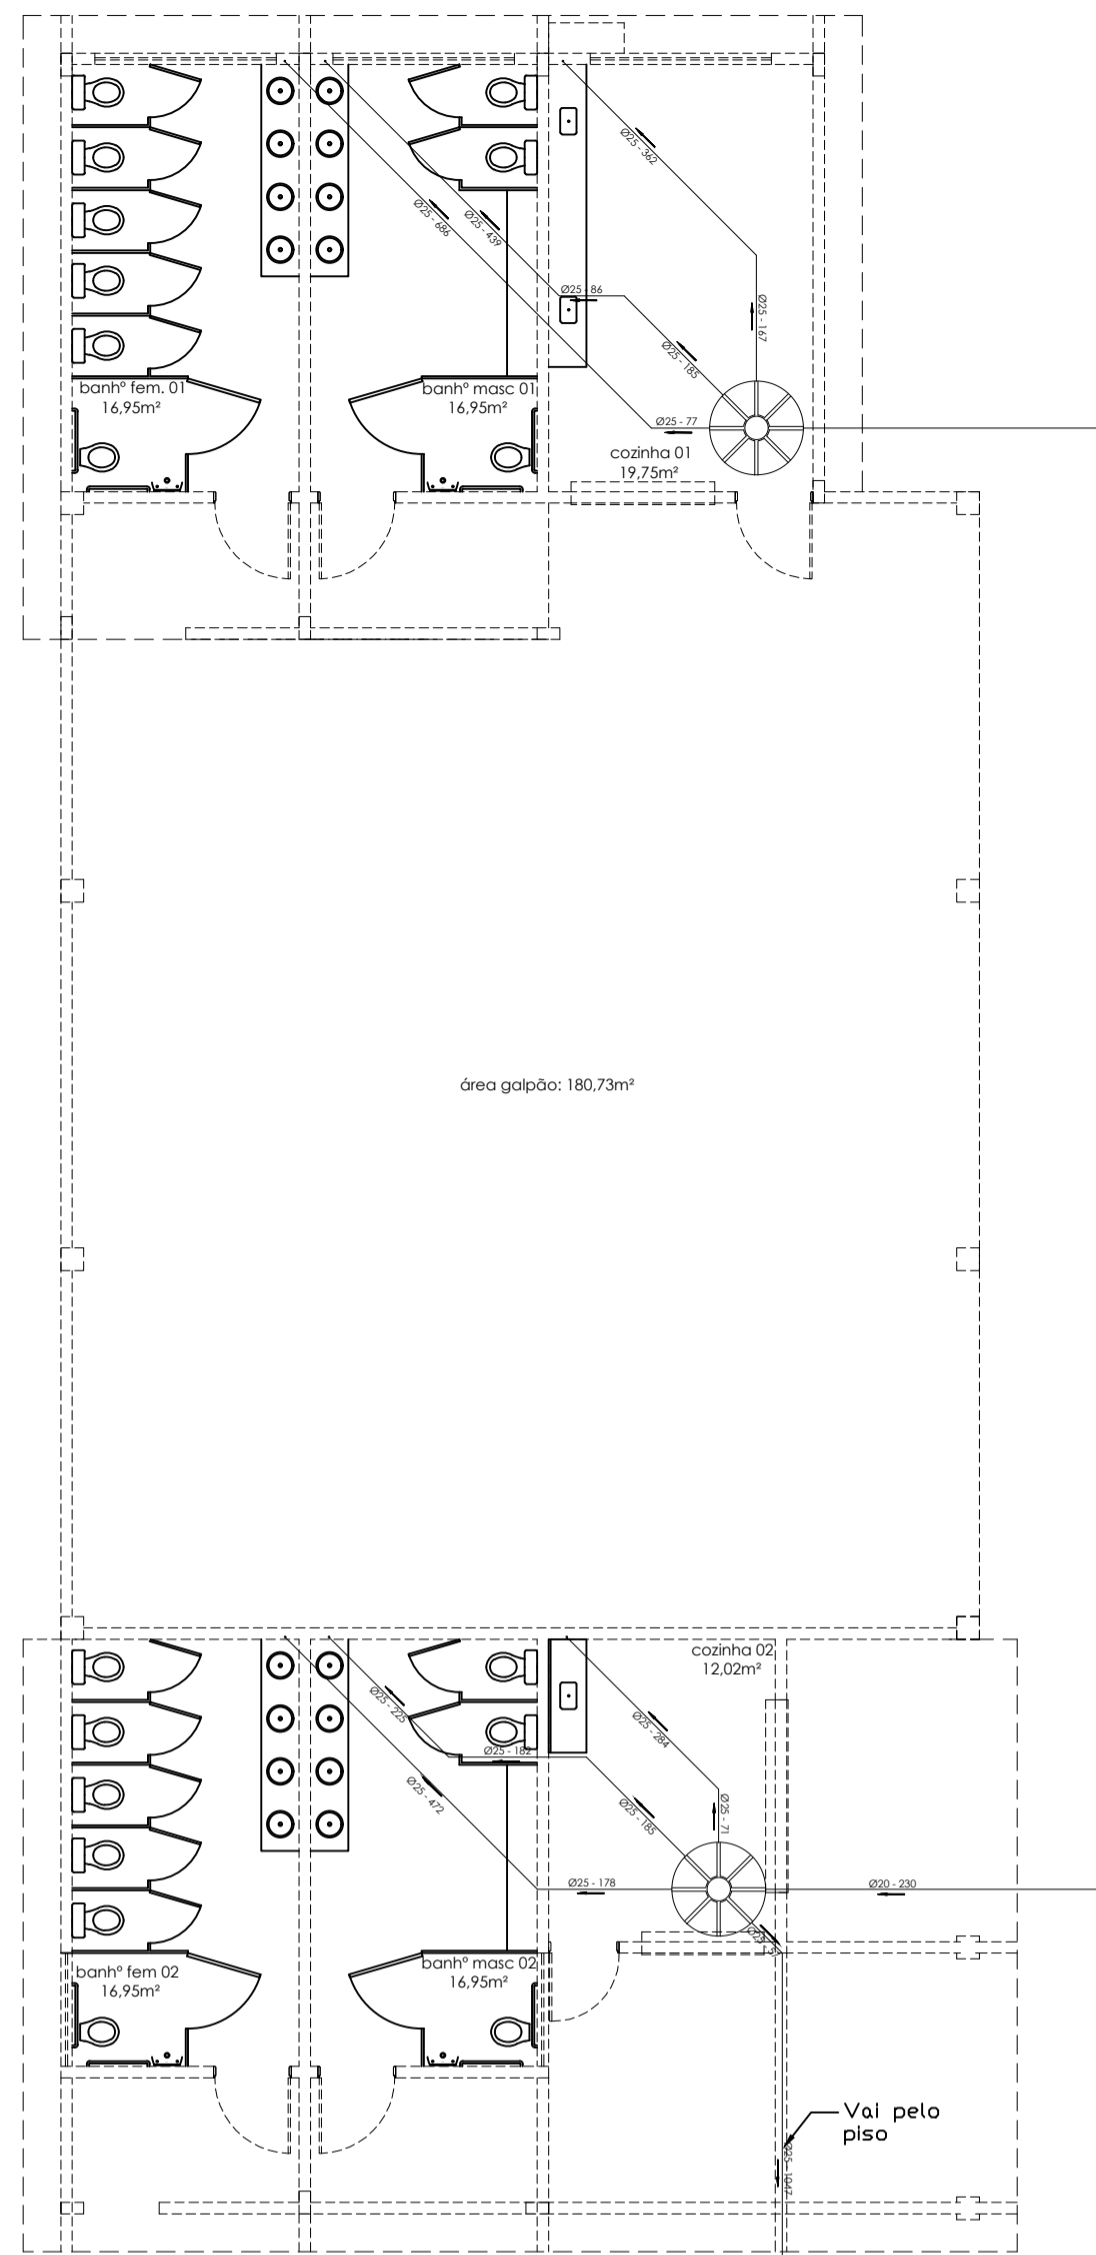 Ø25 - 362
Ø25 - 686
Ø25 - 439
Ø25 - 86
Ø25 - 167
Ø25 - 185
banhº fem. 01
16,95m²
banhº masc 01
16,95m²
Ø25 - 77
cozinha 01
19,75m²
área galpão: 180,73m²
cozinha 02
12,02m²
Ø25 - 225
Ø25 - 284
Ø25 - 182
Ø25 - 472
Ø25 - 185
Ø25 - 71
Ø25 - 178
Ø20 - 230
banhº fem 02
16,95m²
banhº masc 02
16,95m²
Vai pelo
piso
Ø25 - 1047